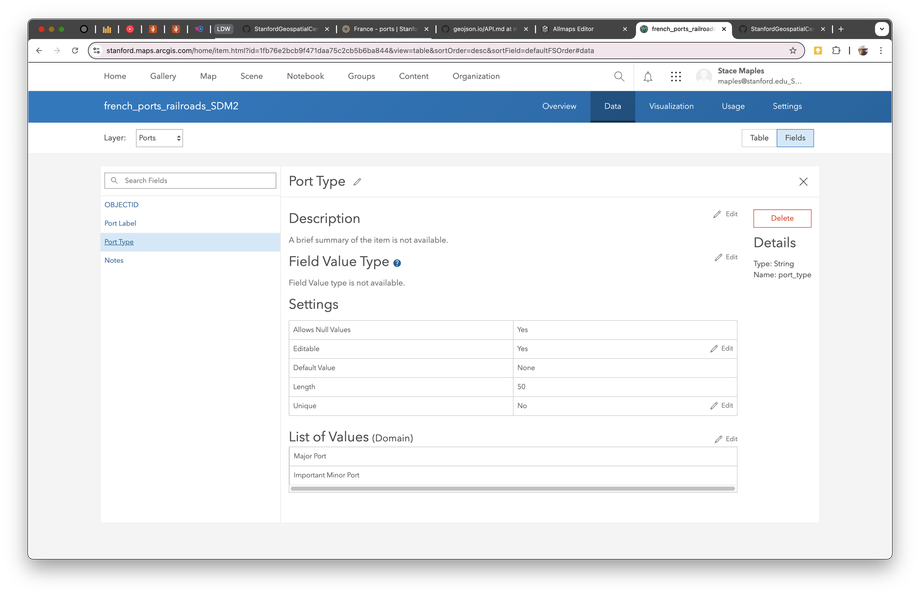 LDW
StanfordGeospatialCe
France - ports | Stanfo
geojson.io/API.md at
Allmaps Editor
french_ports_railroads
StanfordGeospatialC
stanford.maps.arcgis.com/home/item.html?id=1fb76e2bcb9f471daa75c2cb5b6ba844&view=table&sortOrder=desc&sortField=defaultFSOrder#data
Home
Gallery
Map
Scene
Notebook
Groups
Content
Organization
Stace Maples
maples@stanford.edu_S...
french_ports_railroads_SDM2
Overview
Data
Visualization
Usage
Settings
Layer:
Ports
Table
Fields
Search Fields
OBJECTID
Port Label
Port Type
Notes
Port Type
Description
Edit
A brief summary of the item is not available.
Field Value Type
Edit
Field Value type is not available.
Settings
Allows Null Values Yes
Editable Yes Edit
Default Value None
Length 50
Unique No Edit
List of Values (Domain)
Edit
Major Port
Important Minor Port
Delete
Details
Type: String
Name: port_type